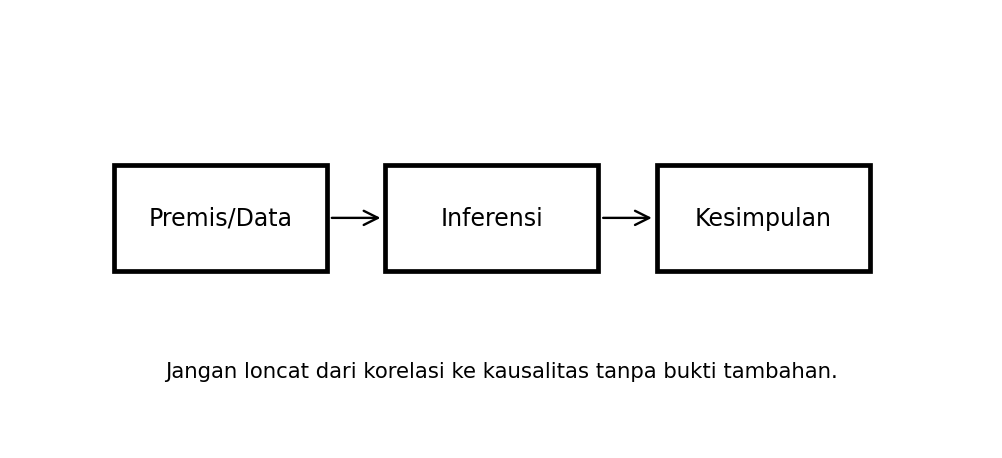 Premis/Data
Inferensi
Kesimpulan
Jangan loncat dari korelasi ke kausalitas tanpa bukti tambahan.